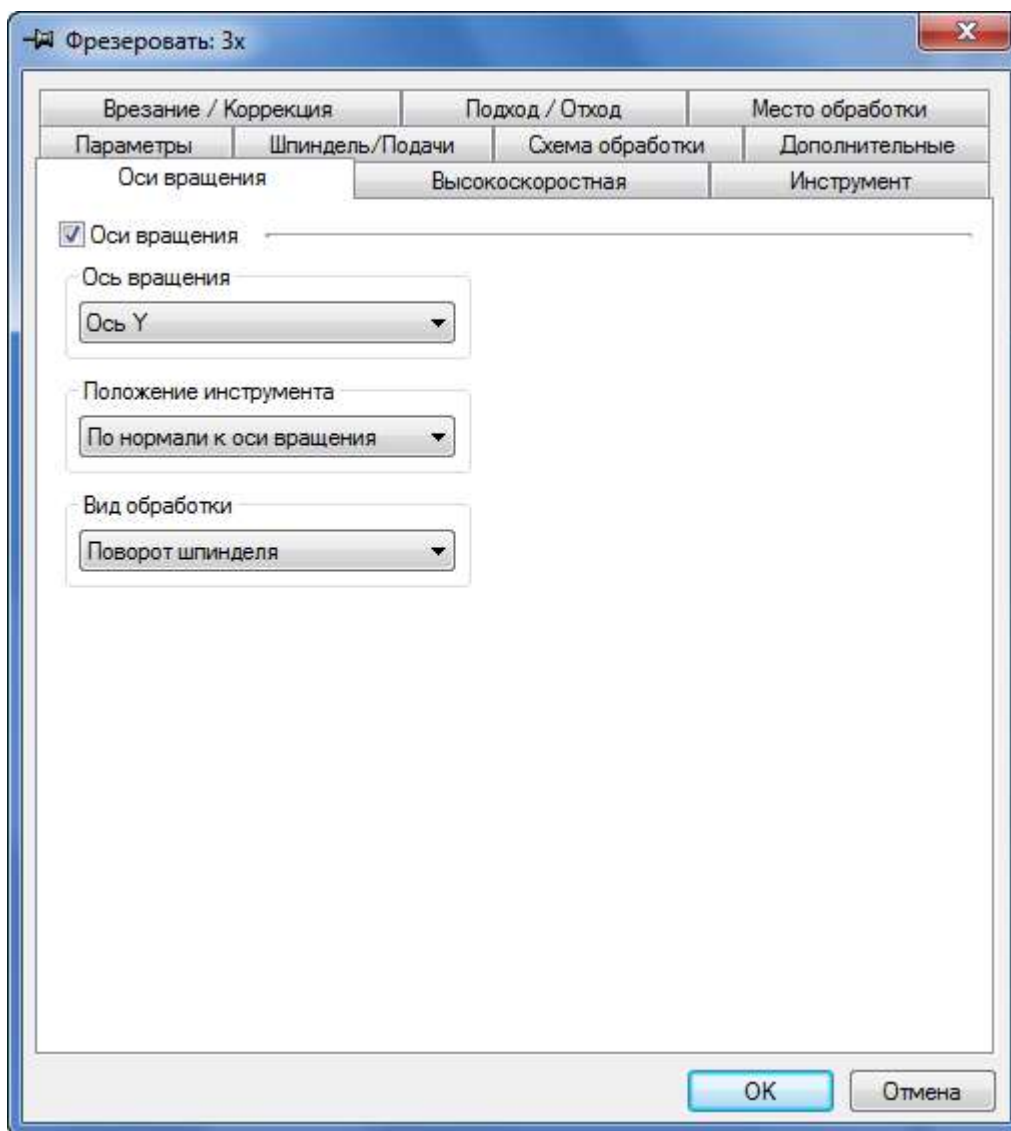 Фрезеровать: 3x
Врезание / Коррекция Подход / Отход Место обработки
Параметры Шпиндель/Подачи Схема обработки Дополнительные
Оси вращения Высокоскоростная Инструмент
Оси вращения
Ось вращения
Ось Y
Положение инструмента
По нормали к оси вращения
Вид обработки
Поворот шпинделя
OK Отмена